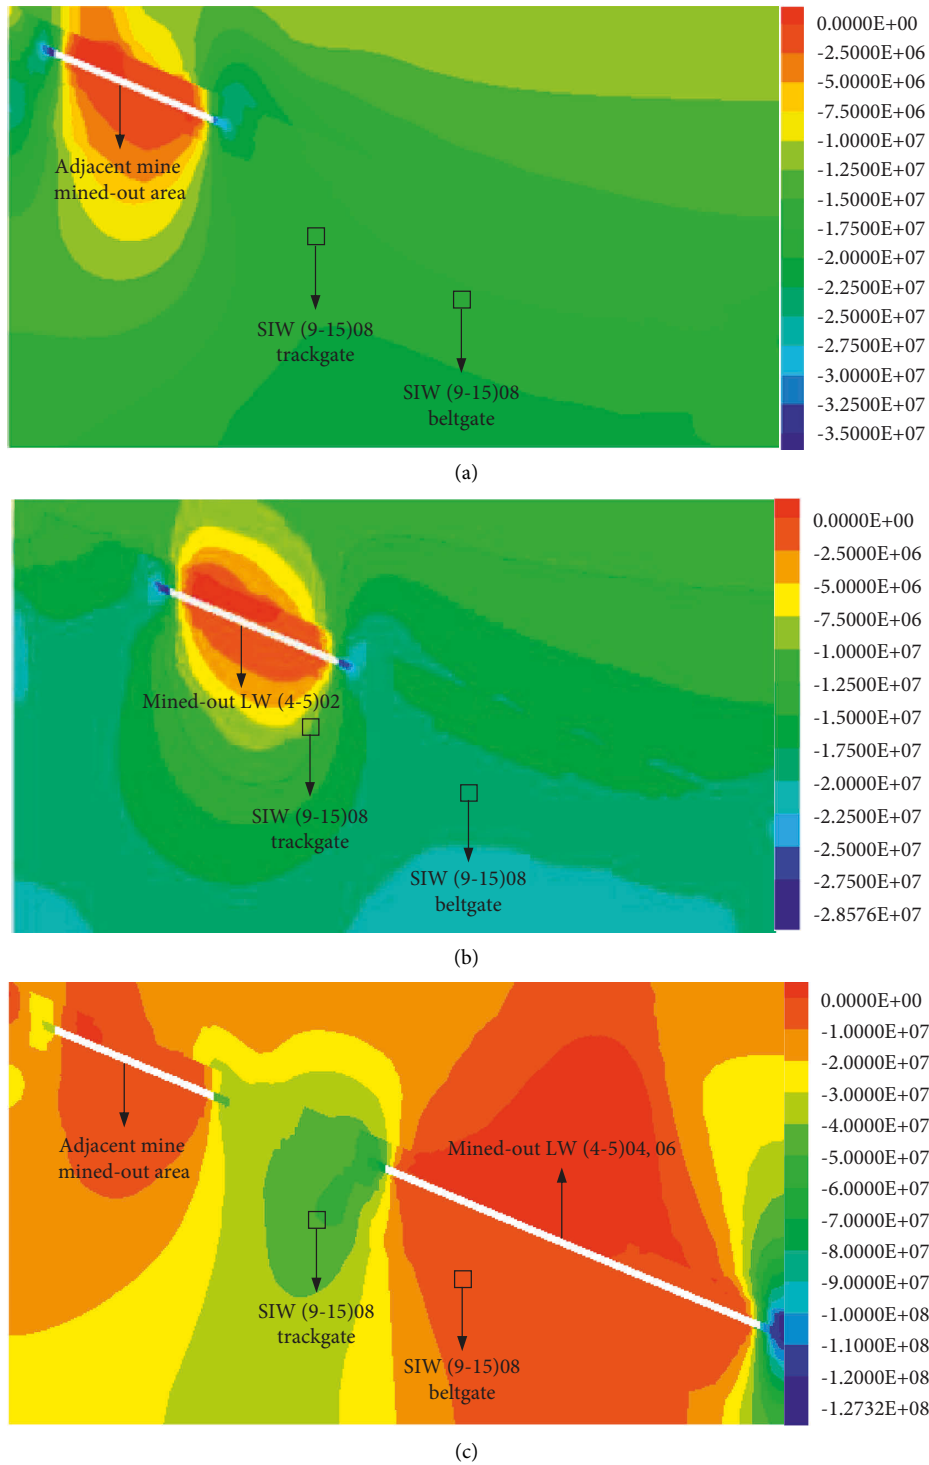 Adjacent mine
mined-out area
SIW (9-15)08
trackgate
SIW (9-15)08
beltgate
0.0000E+00
-2.5000E+06
-5.0000E+06
-7.5000E+06
-1.0000E+07
-1.2500E+07
-1.5000E+07
-1.7500E+07
-2.0000E+07
-2.2500E+07
-2.5000E+07
-2.7500E+07
-3.0000E+07
-3.2500E+07
-3.5000E+07
(a)
Mined-out LW (4-5)02
SIW (9-15)08
trackgate
SIW (9-15)08
beltgate
0.0000E+00
-2.5000E+06
-5.0000E+06
-7.5000E+06
-1.0000E+07
-1.2500E+07
-1.5000E+07
-1.7500E+07
-2.0000E+07
-2.2500E+07
-2.5000E+07
-2.7500E+07
-2.8576E+07
(b)
Adjacent mine
mined-out area
Mined-out LW (4-5)04, 06
SIW (9-15)08
trackgate
SIW (9-15)08
beltgate
0.0000E+00
-1.0000E+07
-2.0000E+07
-3.0000E+07
-4.0000E+07
-5.0000E+07
-6.0000E+07
-7.0000E+07
-8.0000E+07
-9.0000E+07
-1.0000E+08
-1.1000E+08
-1.2000E+08
-1.2732E+08
(c)